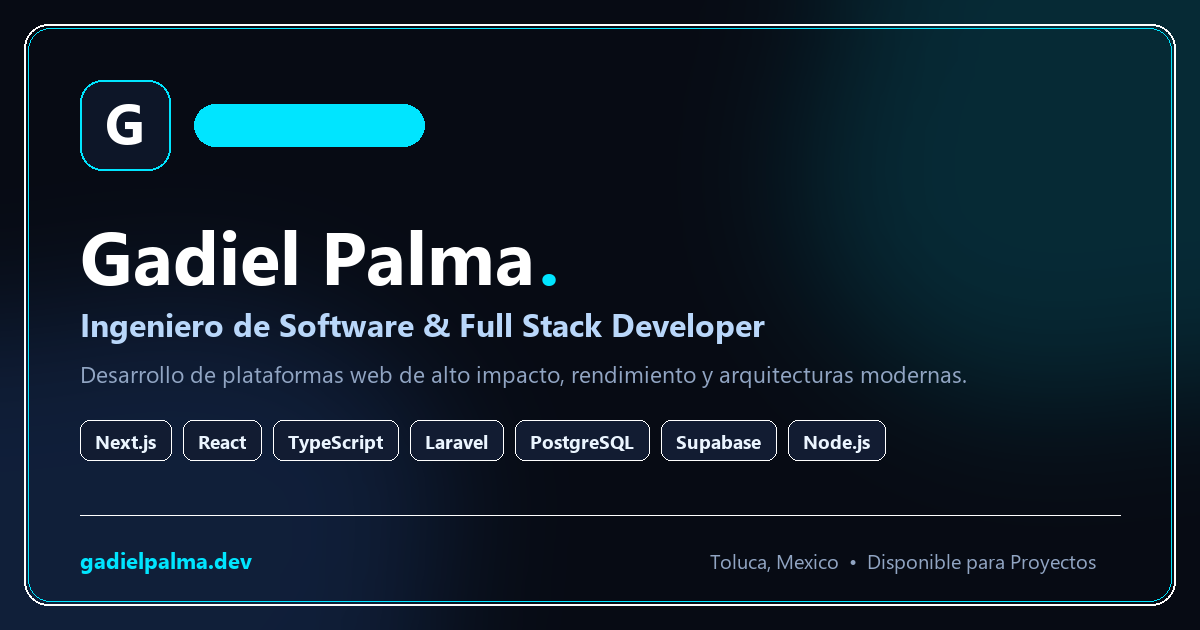 G
Gadiel Palma.
Ingeniero de Software & Full Stack Developer
Desarrollo de plataformas web de alto impacto, rendimiento y arquitecturas modernas.
Next.js React TypeScript Laravel PostgreSQL Supabase Node.js
gadielpalma.dev Toluca, Mexico • Disponible para Proyectos